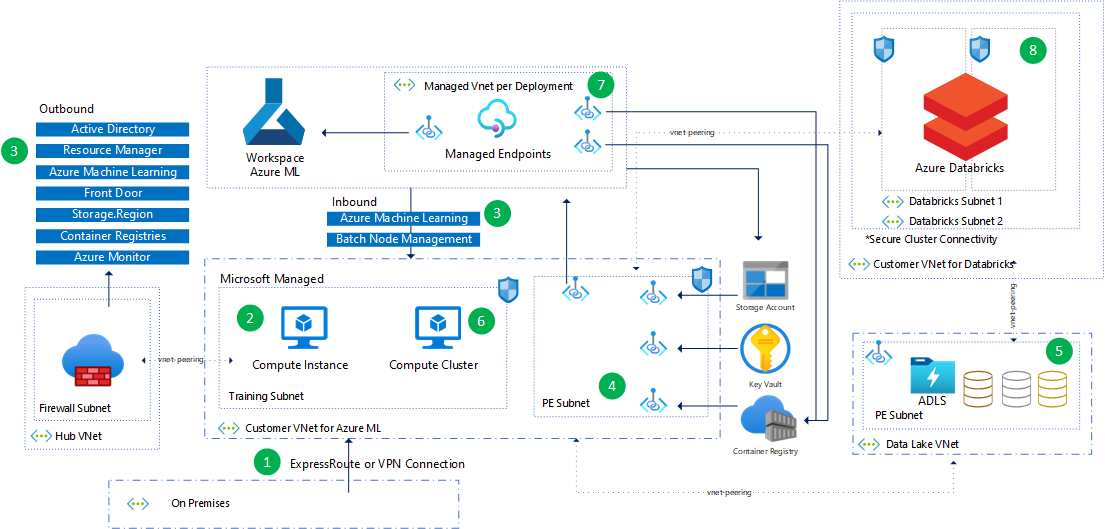 Outbound
3
Active Directory
Resource Manager
Azure Machine Learning
Front Door
Storage.Region
Container Registries
Azure Monitor
Workspace
Azure ML
Managed Vnet per Deployment
7
Managed Endpoints
Inbound
3
Azure Machine Learning
Batch Node Management
vnet-peering
8
Azure Databricks
Databricks Subnet 1
Databricks Subnet 2
*Secure Cluster Connectivity
Customer VNet for Databricks
vnet-peering
Microsoft Managed
2
6
Compute Instance
Compute Cluster
Training Subnet
4
PE Subnet
Customer VNet for Azure ML
Storage Account
Key Vault
Container Registry
vnet-peering
Firewall Subnet
Hub VNet
5
ADLS
PE Subnet
Data Lake VNet
1
ExpressRoute or VPN Connection
vnet-peering
On Premises